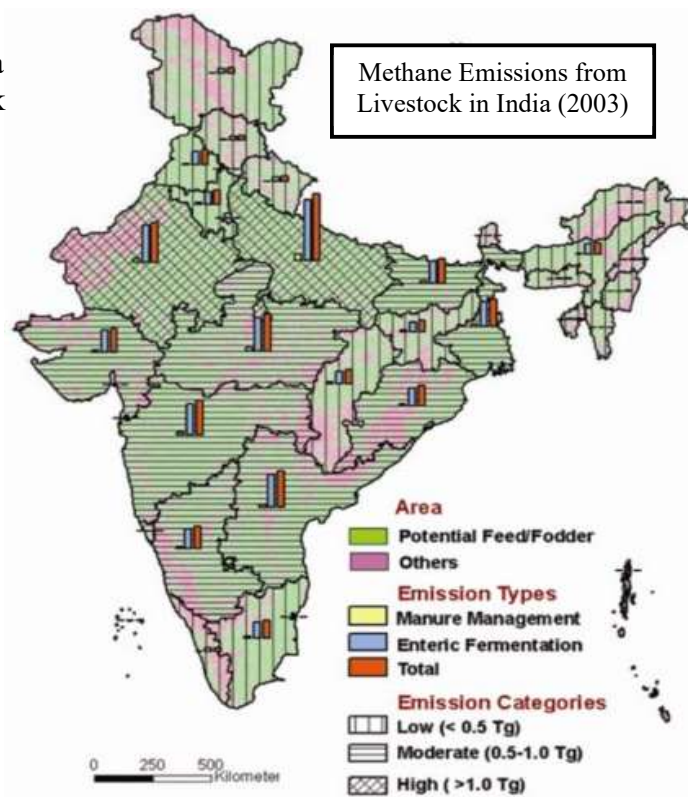 a
k
Methane Emissions from
Livestock in India (2003)
Area
Potential Feed/Fodder
Others
Emission Types
Manure Management
Enteric Fermentation
Total
Emission Categories
Low (< 0.5 Tg)
Moderate (0.5-1.0 Tg)
High ( >1.0 Tg)
0 250 500
Kilometer